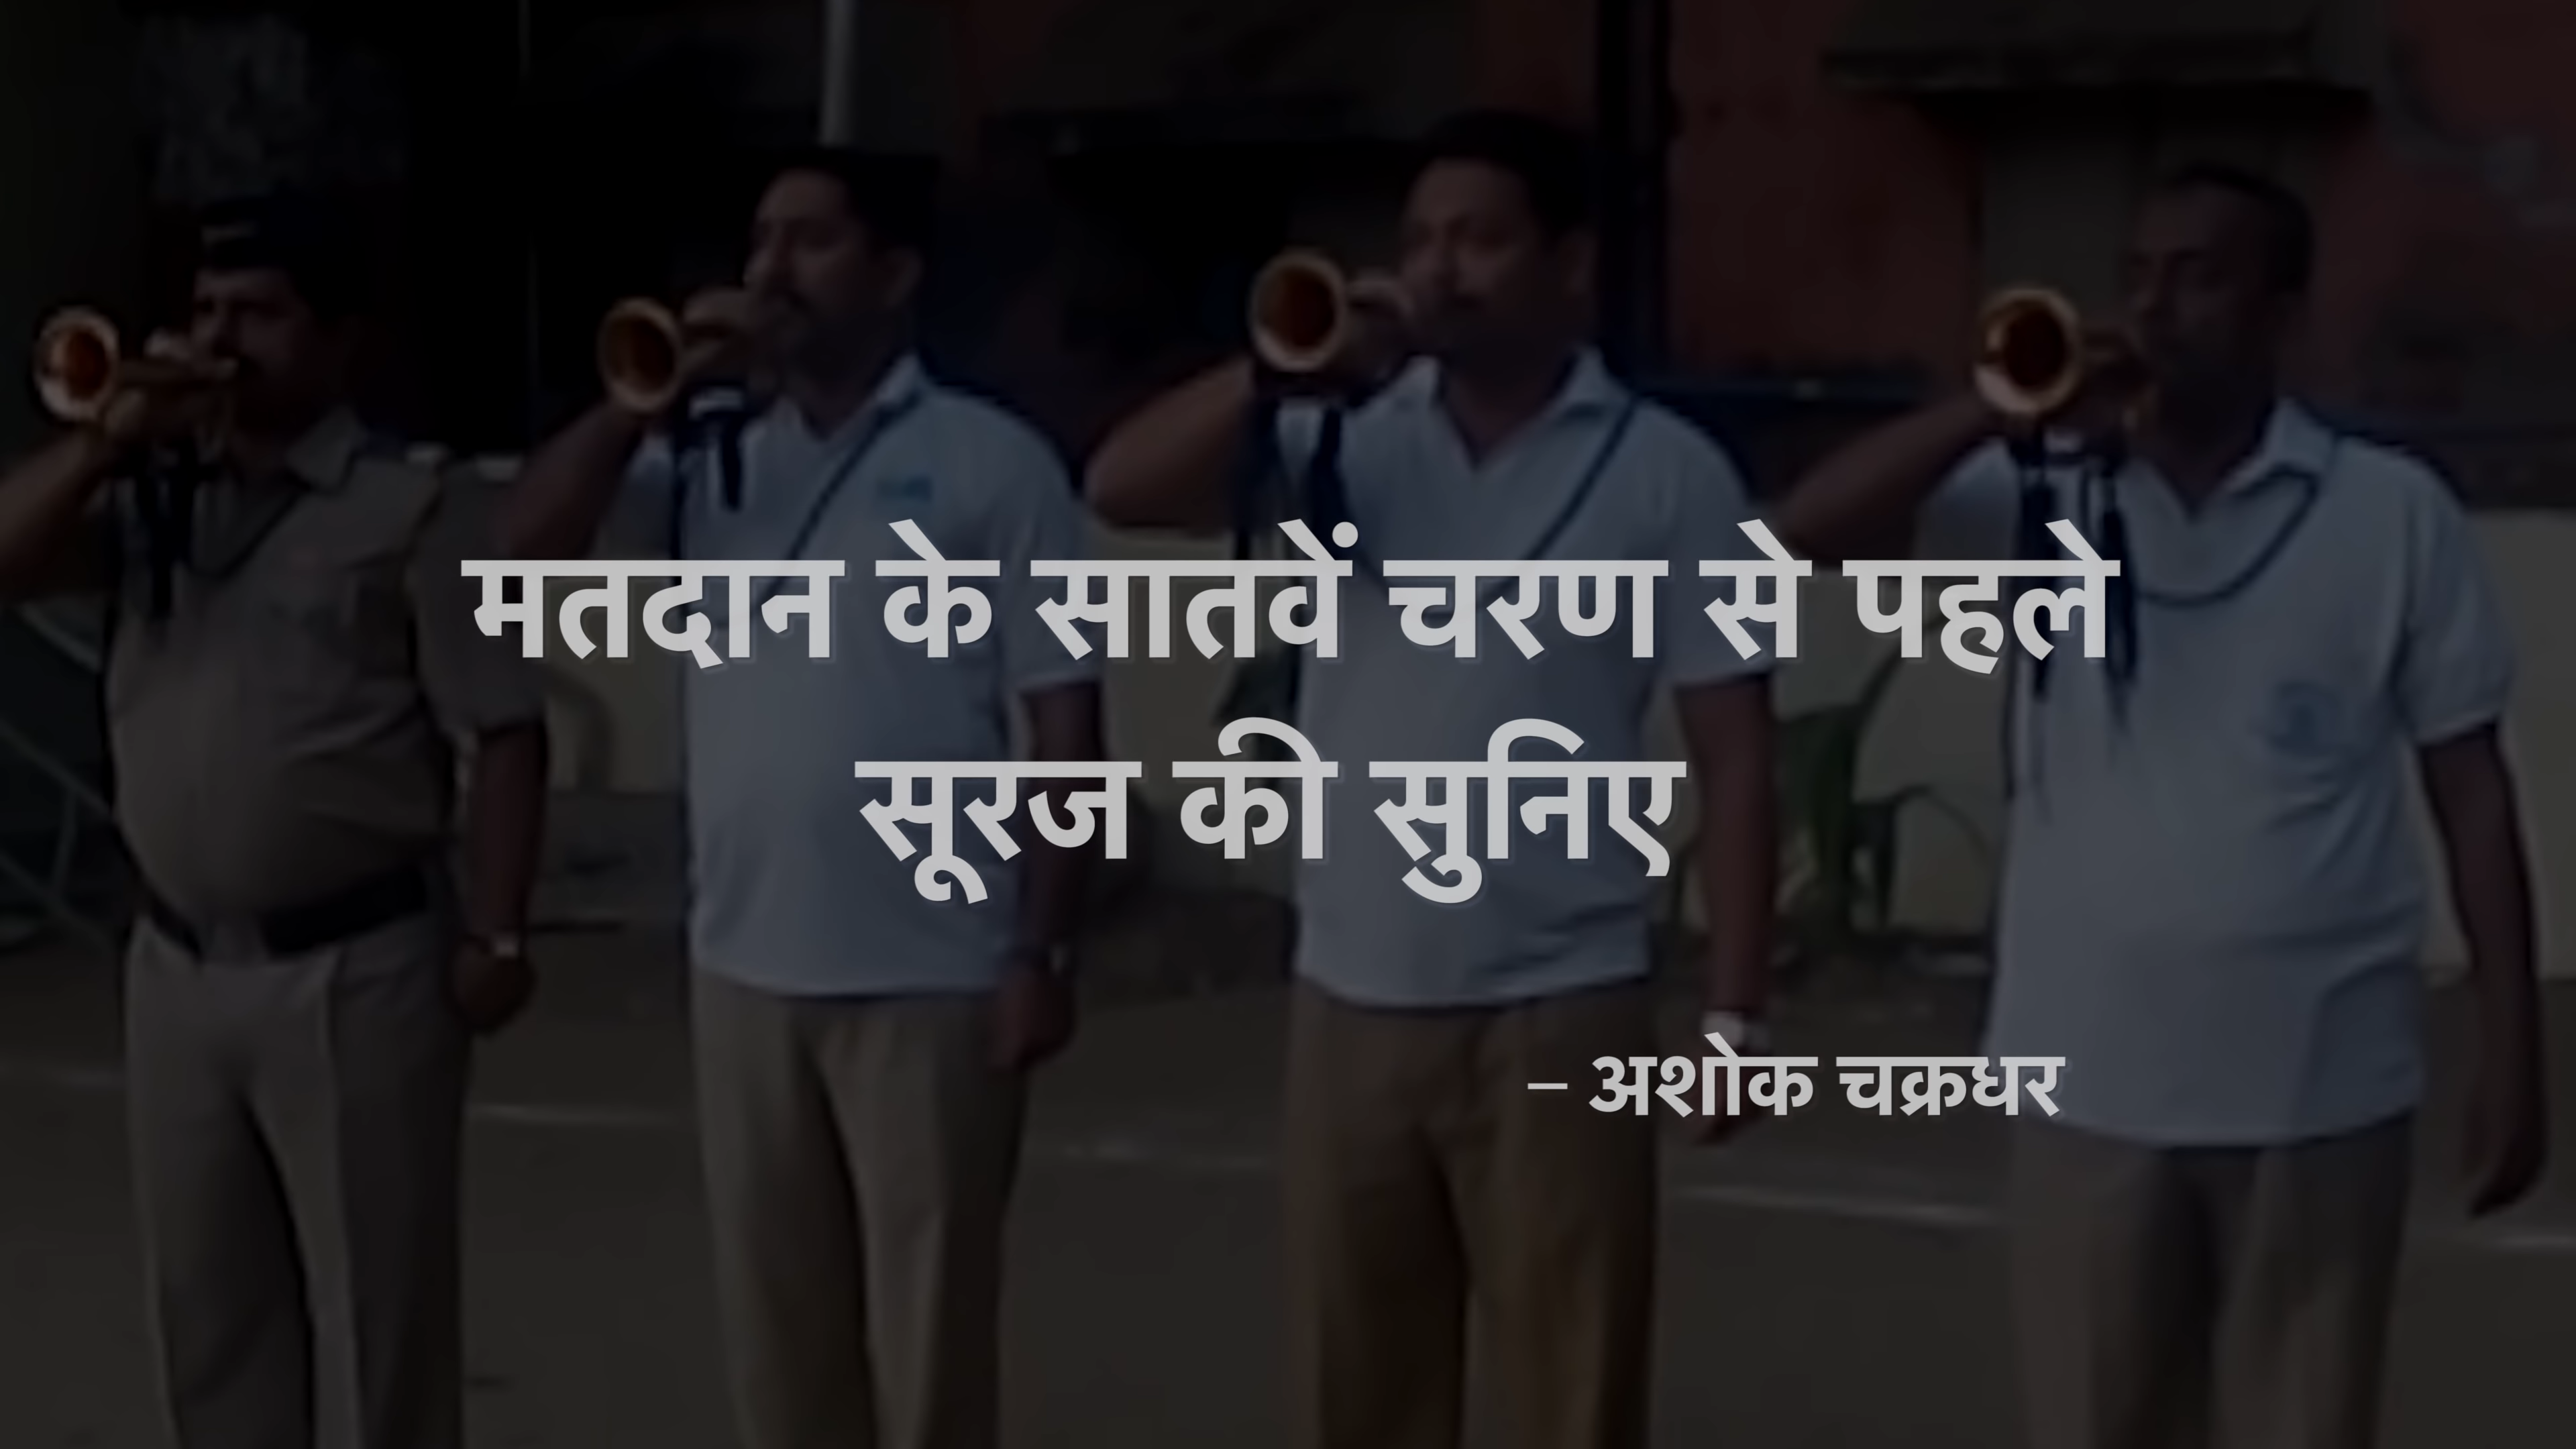 मतदान के सातवें चरण से पहले
सूरज की सुनिए
– अशोक चक्रधर